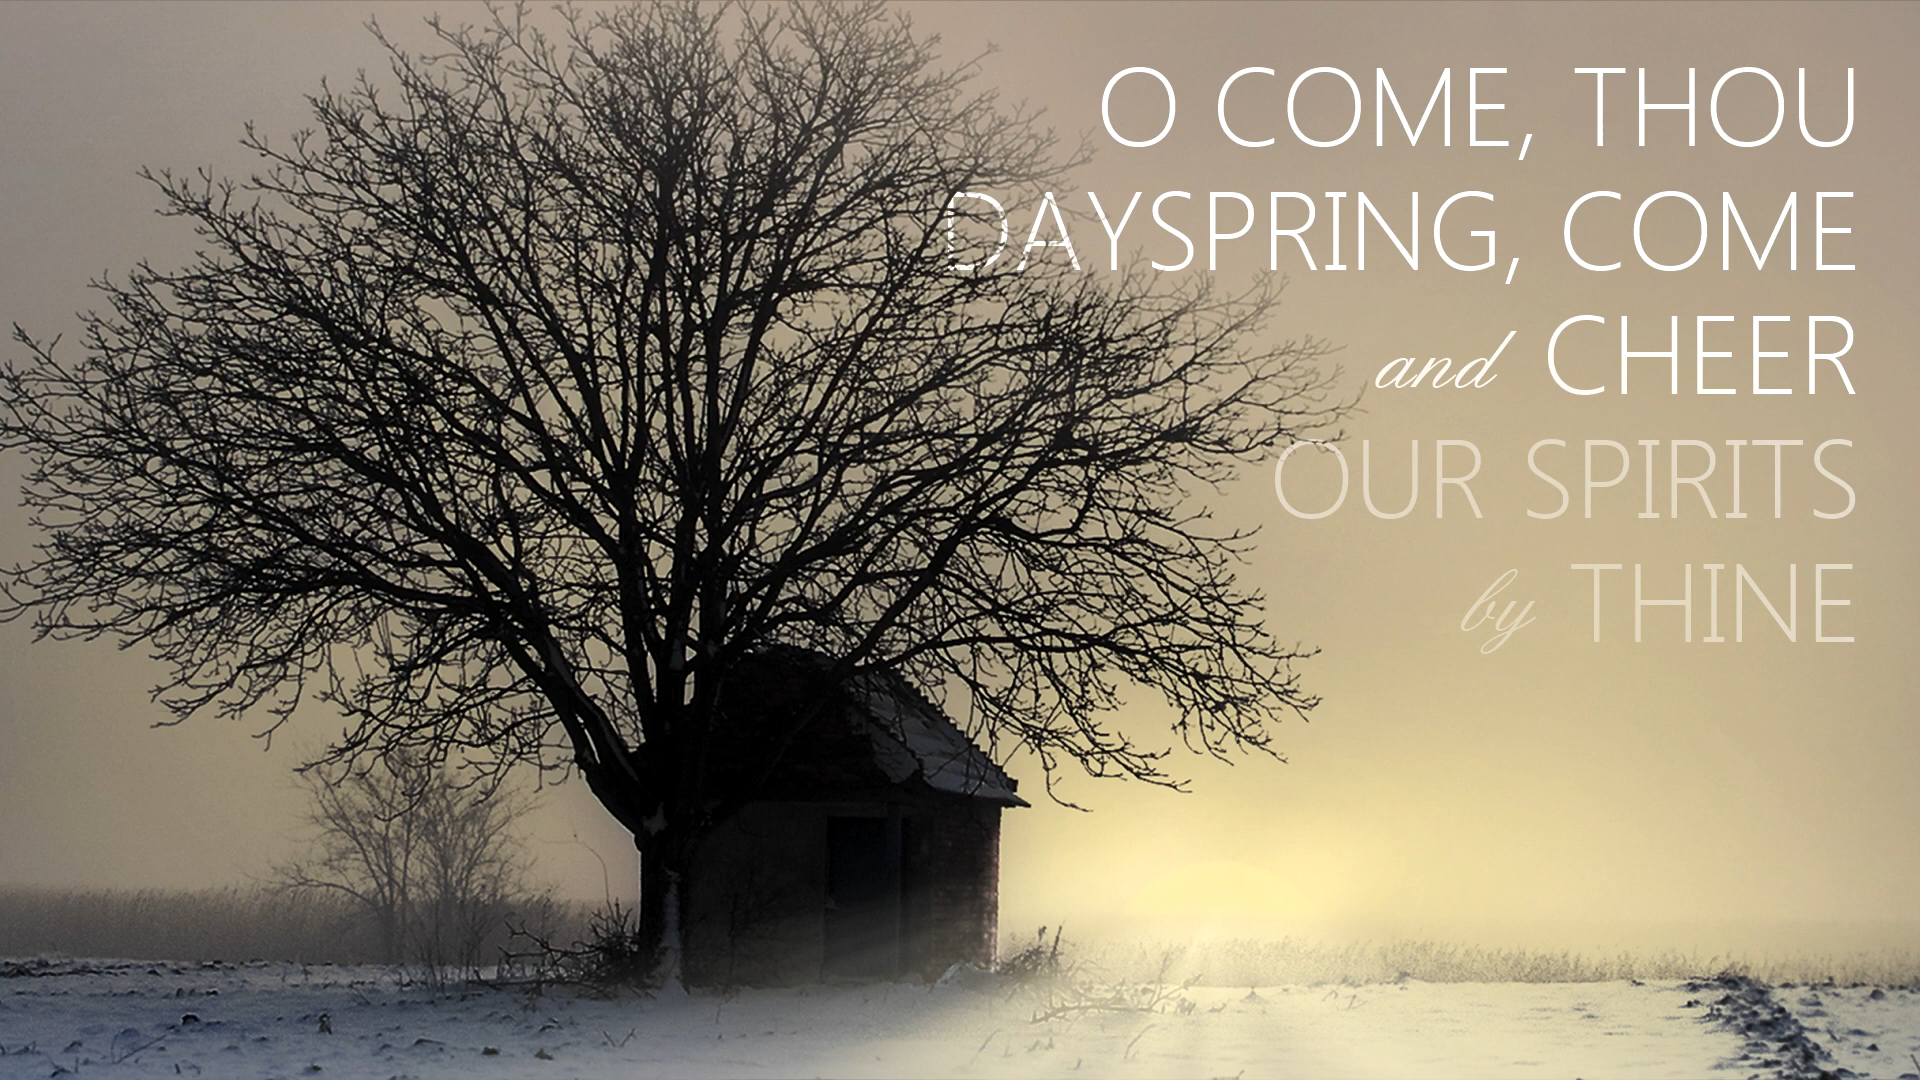 O COME, THOU
DAYSPRING, COME
and CHEER
OUR SPIRITS
by THINE